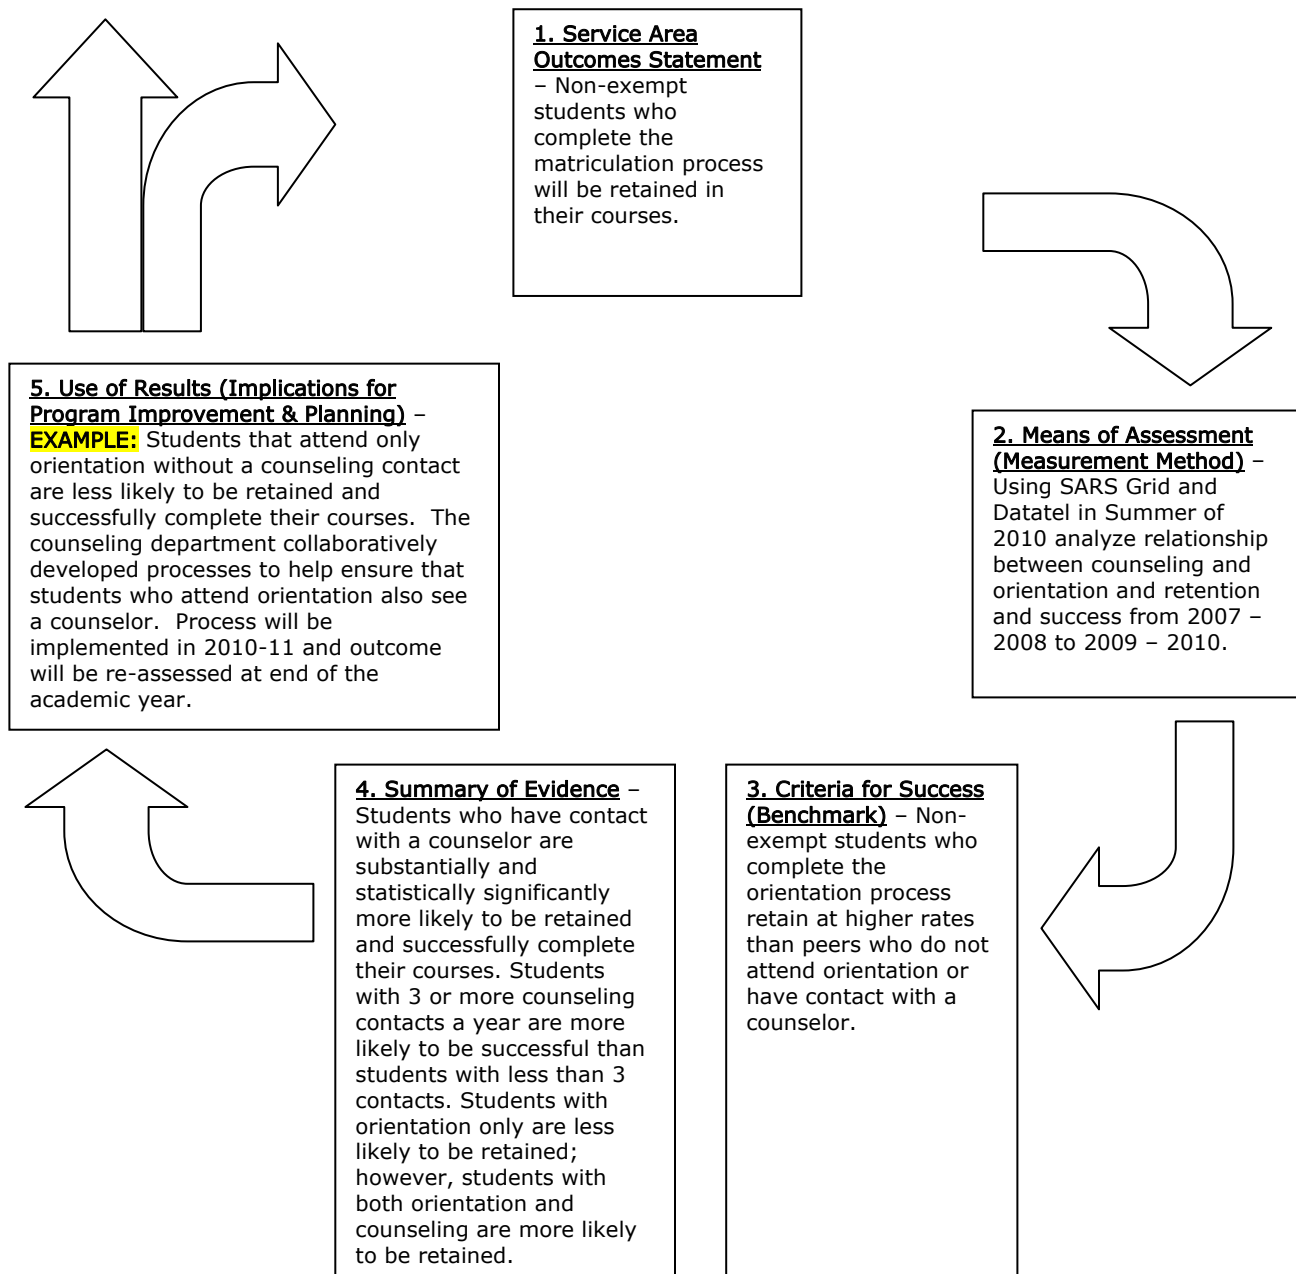 1. Service Area
Outcomes Statement
– Non-exempt
students who
complete the
matriculation process
will be retained in
their courses.
2. Means of Assessment
(Measurement Method) –
Using SARS Grid and
Datatel in Summer of
2010 analyze relationship
between counseling and
orientation and retention
and success from 2007 –
2008 to 2009 – 2010.
3. Criteria for Success
(Benchmark) – Non-
exempt students who
complete the
orientation process
retain at higher rates
than peers who do not
attend orientation or
have contact with a
counselor.
4. Summary of Evidence –
Students who have contact
with a counselor are
substantially and
statistically significantly
more likely to be retained
and successfully complete
their courses. Students
with 3 or more counseling
contacts a year are more
likely to be successful than
students with less than 3
contacts. Students with
orientation only are less
likely to be retained;
however, students with
both orientation and
counseling are more likely
to be retained.
5. Use of Results (Implications for
Program Improvement & Planning) –
EXAMPLE: Students that attend only
orientation without a counseling contact
are less likely to be retained and
successfully complete their courses.  The
counseling department collaboratively
developed processes to help ensure that
students who attend orientation also see
a counselor.  Process will be
implemented in 2010-11 and outcome
will be re-assessed at end of the
academic year.